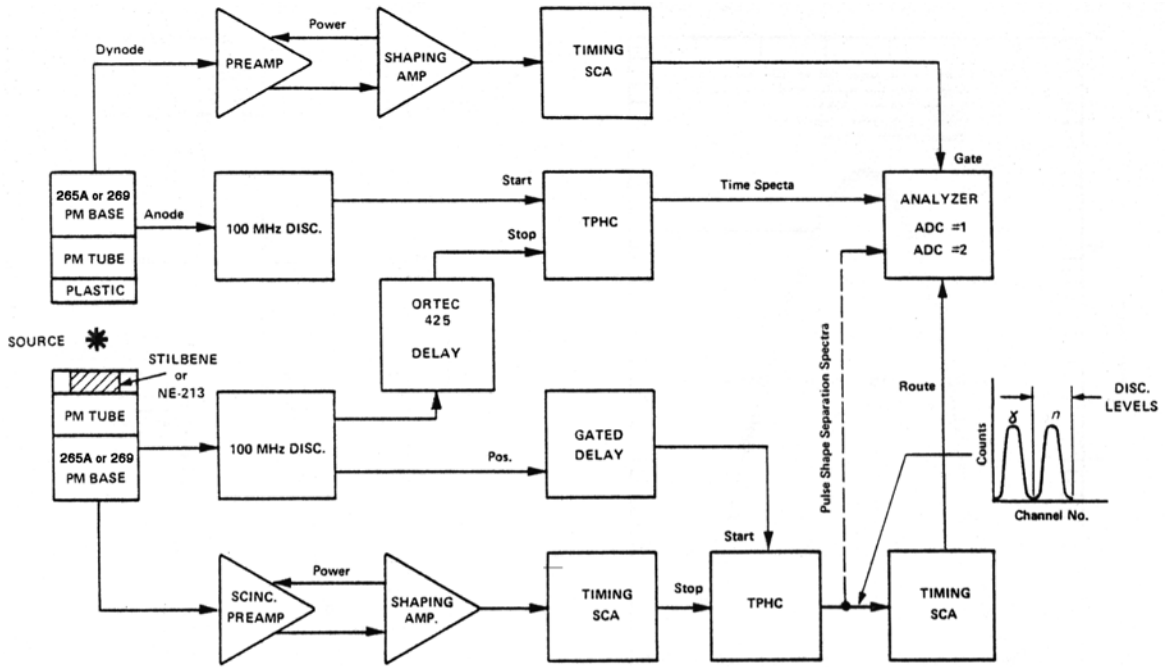 Power
Dynode
PREAMP
SHAPING
AMP
TIMING
SCA
Gate
265A or 269
PM BASE
PM TUBE
PLASTIC
Anode
100 MHz DISC.
Start
Stop
TPHC
Time Specta
ANALYZER
ADC =1
ADC =2
ORTEC
425
DELAY
SOURCE
STILBENE
or
NE-213
PM TUBE
265A or 269
PM BASE
100 MHz DISC.
Pos.
GATED
DELAY
Pulse Shape Separation Spectra
Route
DISC.
LEVELS
γ
n
Counts
Channel No.
Start
Power
SCINC.
PREAMP
SHAPING
AMP.
TIMING
SCA
Stop
TPHC
TIMING
SCA